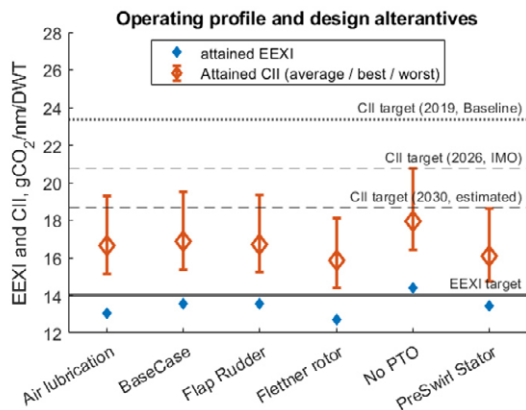 Operating profile and design alterantives
attained EEXI
Attained CII (average / best / worst)
CII target (2019, Baseline)
CII target (2026, IMO)
CII target (2030, estimated)
EEXI target
EEXI and CII, gCO2/nm/DWT
28
26
24
22
20
18
16
14
12
Air lubrication
BaseCase
Flap Rudder
Flettner rotor
No PTO
PreSwirl Stator